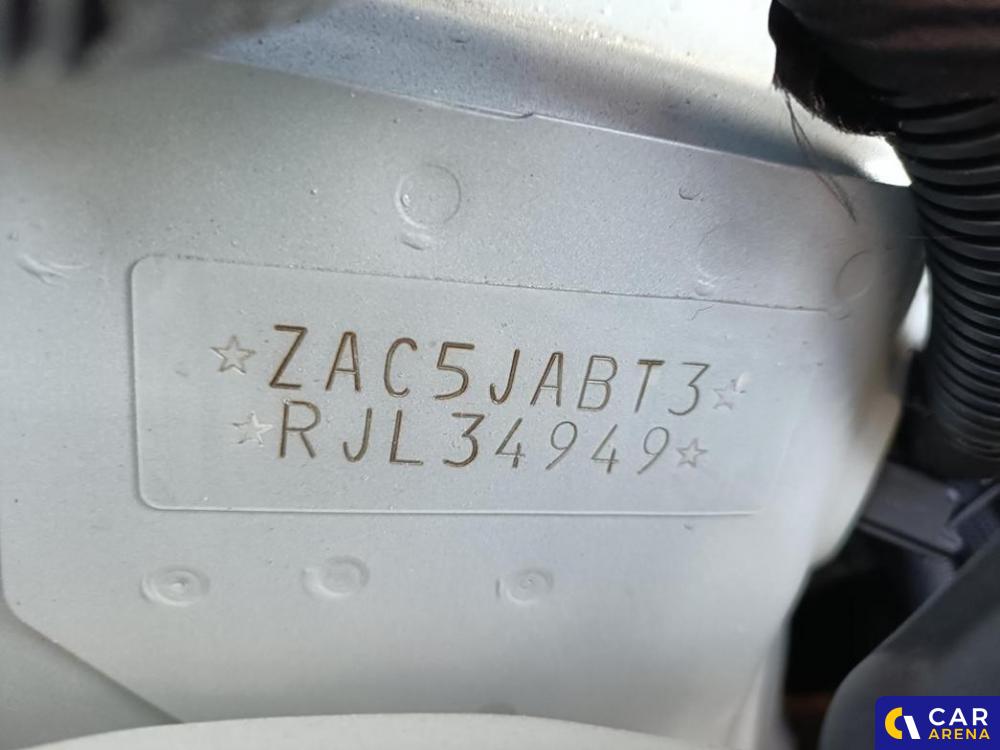 ☆ZAC5JABT3☆
☆RJL34949☆
CAR
ARENA